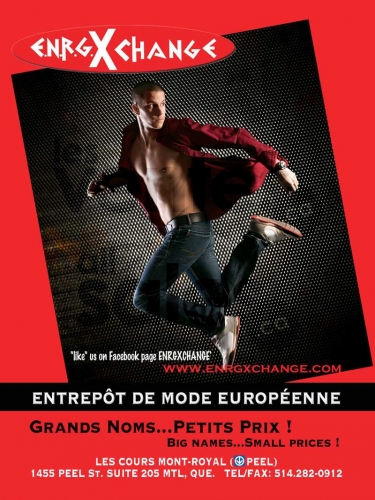 E.N.R.G. XCHANGE
"like" us on Facebook page ENRGXCHANGE
WWW.ENRGXCHANGE.COM
ENTREPÔT DE MODE EUROPÉENNE
GRANDS NOMS...PETITS PRIX !
BIG NAMES...SMALL PRICES !
LES COURS MONT-ROYAL (PEEL)
1455 PEEL ST. SUITE 205 MTL, QUE. TEL/FAX: 514.282-0912